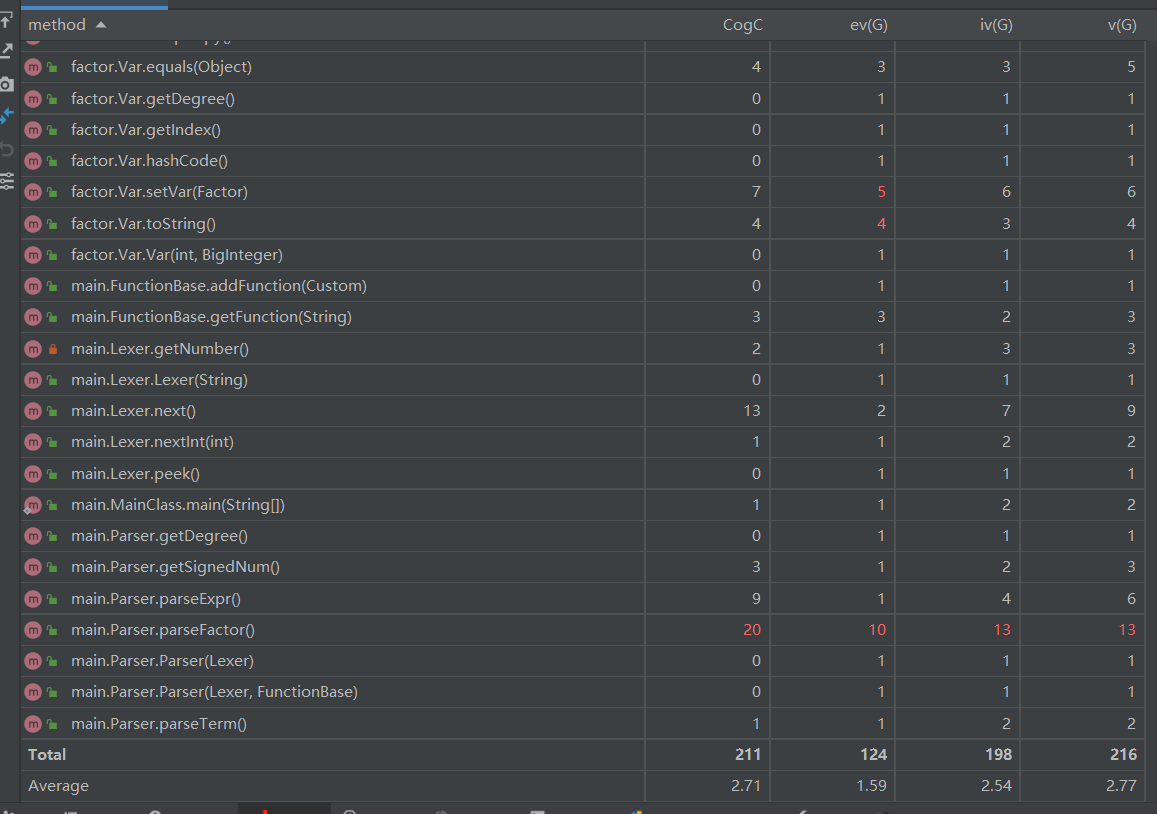 method CogC ev(G) iv(G) v(G)
factor.Var.equals(Object) 4 3 3 5
factor.Var.getDegree() 0 1 1 1
factor.Var.getIndex() 0 1 1 1
factor.Var.hashCode() 0 1 1 1
factor.Var.setVar(Factor) 7 5 6 6
factor.Var.toString() 4 4 3 4
factor.Var.Var(int, BigInteger) 0 1 1 1
main.FunctionBase.addFunction(Custom) 0 1 1 1
main.FunctionBase.getFunction(String) 3 3 2 3
main.Lexer.getNumber() 2 1 3 3
main.Lexer.Lexer(String) 0 1 1 1
main.Lexer.next() 13 2 7 9
main.Lexer.nextInt(int) 1 1 2 2
main.Lexer.peek() 0 1 1 1
main.MainClass.main(String[]) 1 1 2 2
main.Parser.getDegree() 0 1 1 1
main.Parser.getSignedNum() 3 1 2 3
main.Parser.parseExpr() 9 1 4 6
main.Parser.parseFactor() 20 10 13 13
main.Parser.Parser(Lexer) 0 1 1 1
main.Parser.Parser(Lexer, FunctionBase) 0 1 1 1
main.Parser.parseTerm() 1 1 2 2
Total 211 124 198 216
Average 2.71 1.59 2.54 2.77